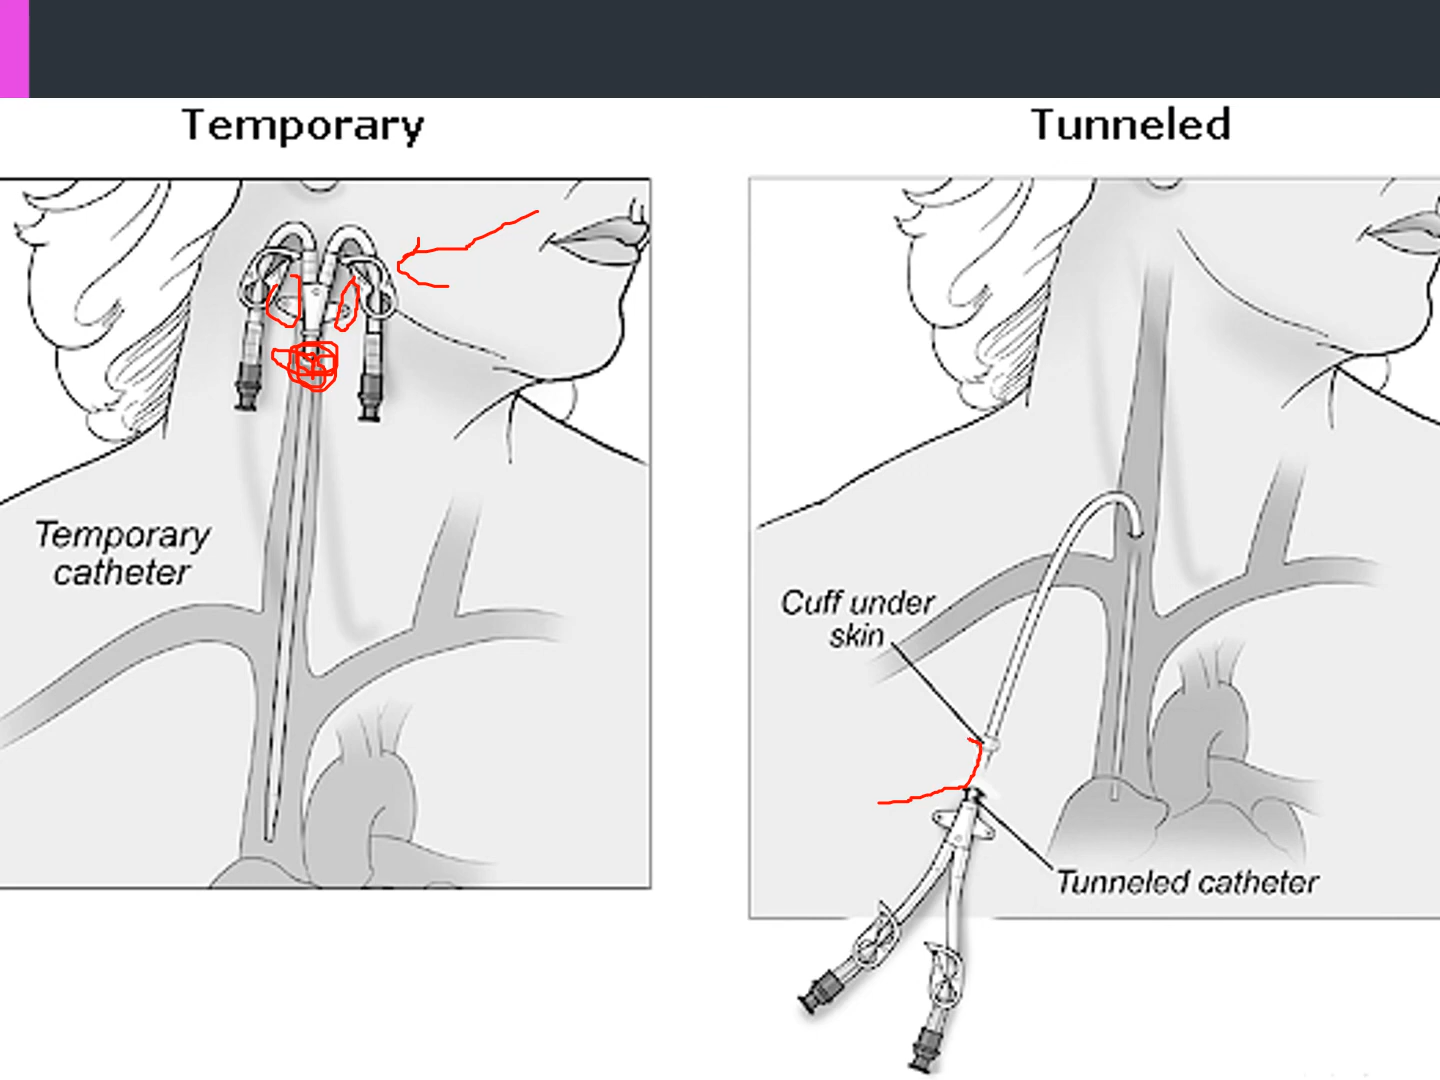 Temporary
Tunneled
Temporary
catheter
Cuff under
skin
Tunneled catheter